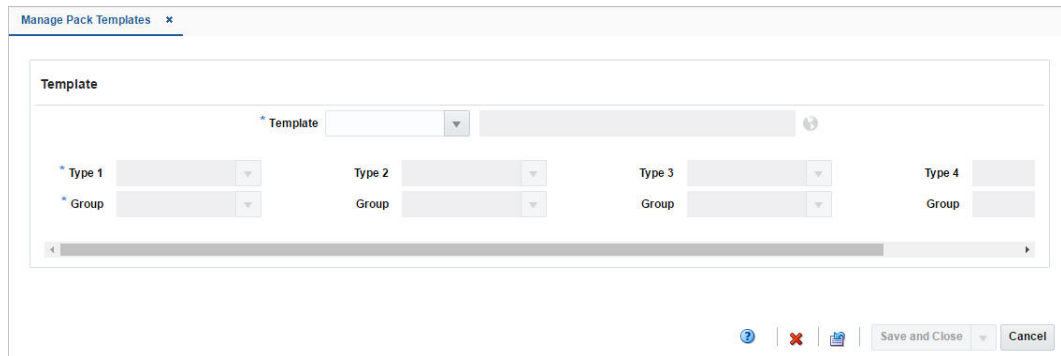 Manage Pack Templates
Template
* Template
* Type 1 Type 2 Type 3 Type 4
* Group Group Group Group
Save and Close Cancel